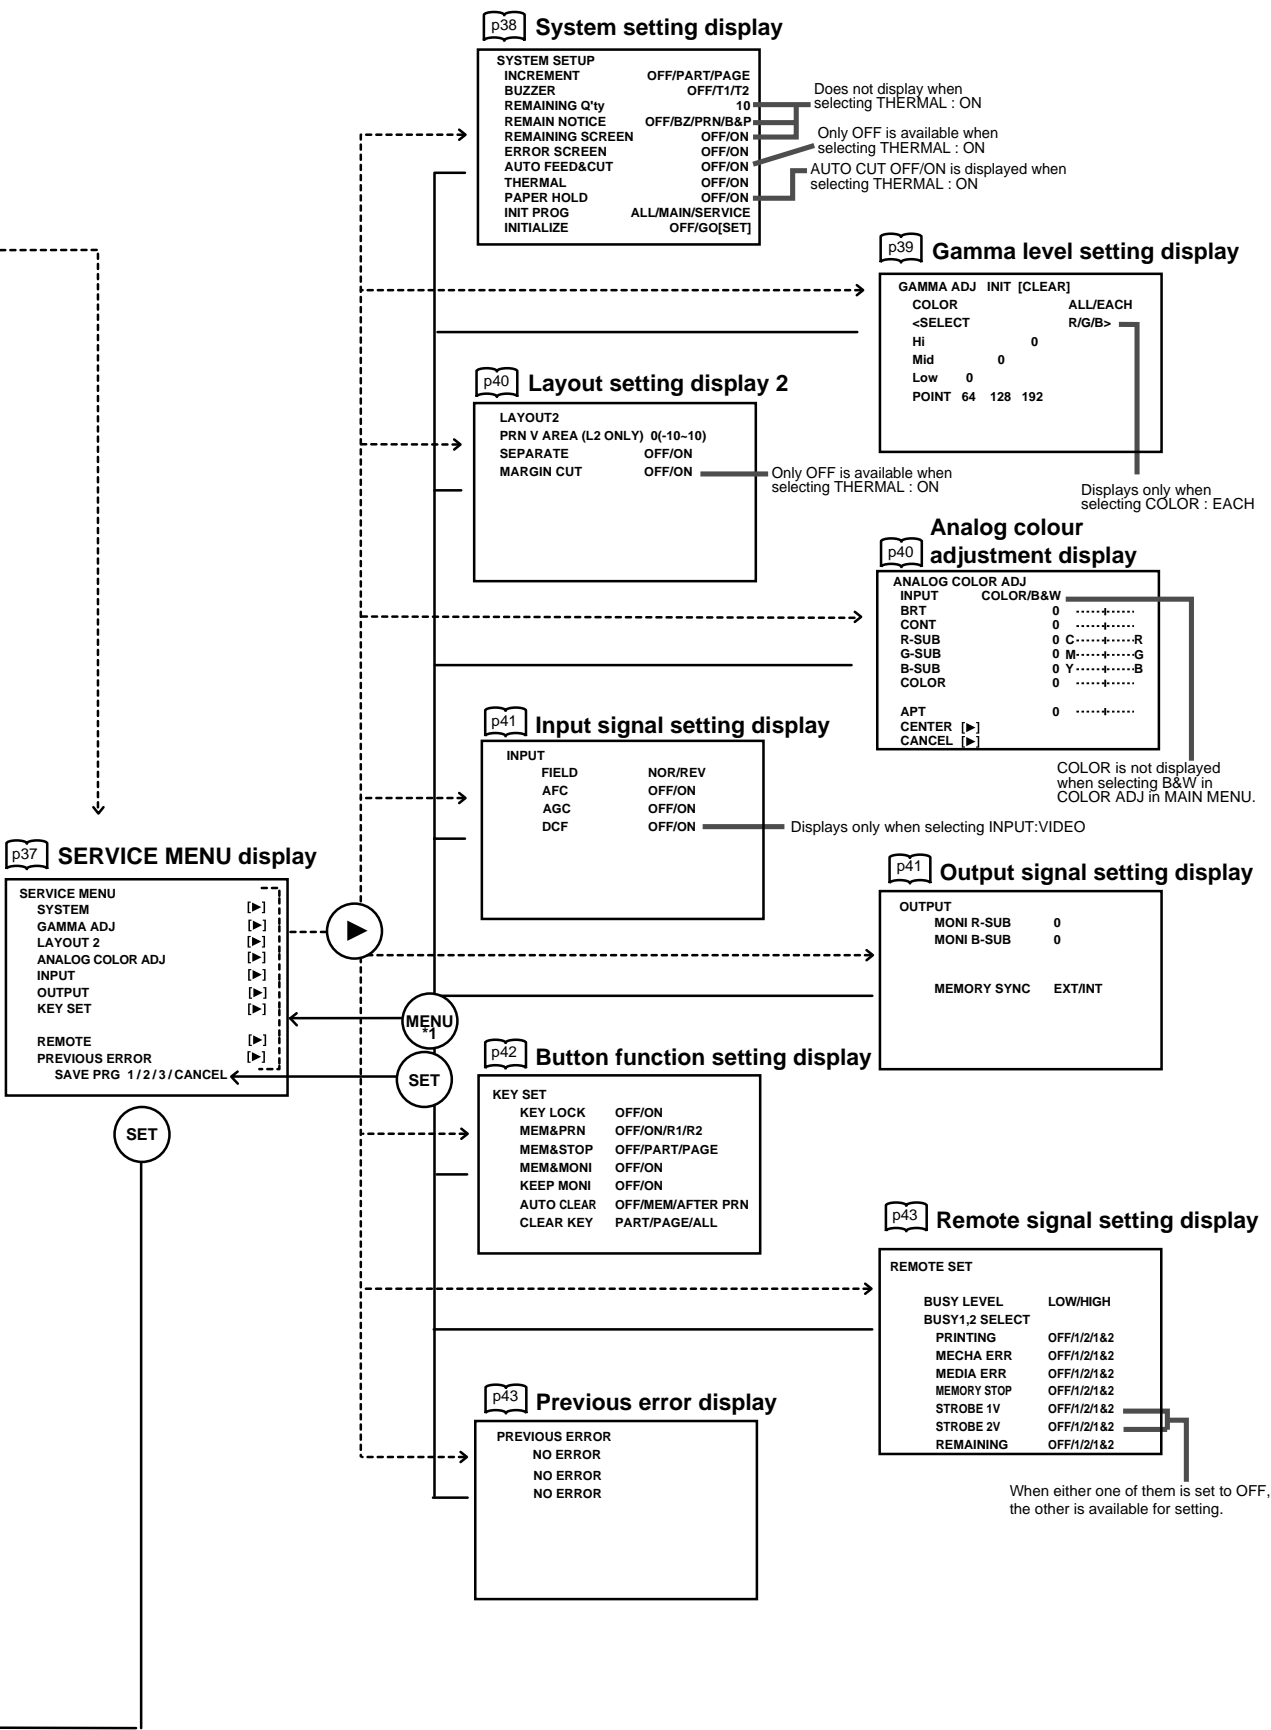 p38 System setting display
SYSTEM SETUP
INCREMENT OFF/PART/PAGE
BUZZER OFF/T1/T2
REMAINING Q'ty 10
REMAIN NOTICE OFF/BZ/PRN/B&P
REMAINING SCREEN OFF/ON
ERROR SCREEN OFF/ON
AUTO FEED&CUT OFF/ON
THERMAL OFF/ON
PAPER HOLD OFF/ON
INIT PROG ALL/MAIN/SERVICE
INITIALIZE OFF/GO[SET]
Does not display when
selecting THERMAL : ON
Only OFF is available when
selecting THERMAL : ON
AUTO CUT OFF/ON is displayed when
selecting THERMAL : ON
p39 Gamma level setting display
GAMMA ADJ INIT [CLEAR]
COLOR ALL/EACH
<SELECT R/G/B>
Hi 0
Mid 0
Low 0
POINT 64 128 192
Displays only when
selecting COLOR : EACH
p40 Layout setting display 2
LAYOUT2
PRN V AREA (L2 ONLY) 0(-10~10)
SEPARATE OFF/ON
MARGIN CUT OFF/ON
Only OFF is available when
selecting THERMAL : ON
p40 Analog colour
adjustment display
ANALOG COLOR ADJ
INPUT COLOR/B&W
BRT 0 -----+-----
CONT 0 -----+-----
R-SUB 0 C-----+-----R
G-SUB 0 M-----+-----G
B-SUB 0 Y-----+-----B
COLOR 0 -----+-----
APT 0 -----+-----
CENTER [►]
CANCEL [►]
COLOR is not displayed
when selecting B&W in
COLOR ADJ in MAIN MENU.
p41 Input signal setting display
INPUT
FIELD NOR/REV
AFC OFF/ON
AGC OFF/ON
DCF OFF/ON
Displays only when selecting INPUT:VIDEO
p37 SERVICE MENU display
SERVICE MENU
SYSTEM [►]
GAMMA ADJ [►]
LAYOUT 2 [►]
ANALOG COLOR ADJ [►]
INPUT [►]
OUTPUT [►]
KEY SET [►]
REMOTE [►]
PREVIOUS ERROR [►]
SAVE PRG 1 / 2 / 3 / CANCEL
►
MENU
*1
SET
SET
p41 Output signal setting display
OUTPUT
MONI R-SUB 0
MONI B-SUB 0
MEMORY SYNC EXT/INT
p42 Button function setting display
KEY SET
KEY LOCK OFF/ON
MEM&PRN OFF/ON/R1/R2
MEM&STOP OFF/PART/PAGE
MEM&MONI OFF/ON
KEEP MONI OFF/ON
AUTO CLEAR OFF/MEM/AFTER PRN
CLEAR KEY PART/PAGE/ALL
p43 Remote signal setting display
REMOTE SET
BUSY LEVEL LOW/HIGH
BUSY1,2 SELECT
PRINTING OFF/1/2/1&2
MECHA ERR OFF/1/2/1&2
MEDIA ERR OFF/1/2/1&2
MEMORY STOP OFF/1/2/1&2
STROBE 1V OFF/1/2/1&2
STROBE 2V OFF/1/2/1&2
REMAINING OFF/1/2/1&2
When either one of them is set to OFF,
the other is available for setting.
p43 Previous error display
PREVIOUS ERROR
NO ERROR
NO ERROR
NO ERROR